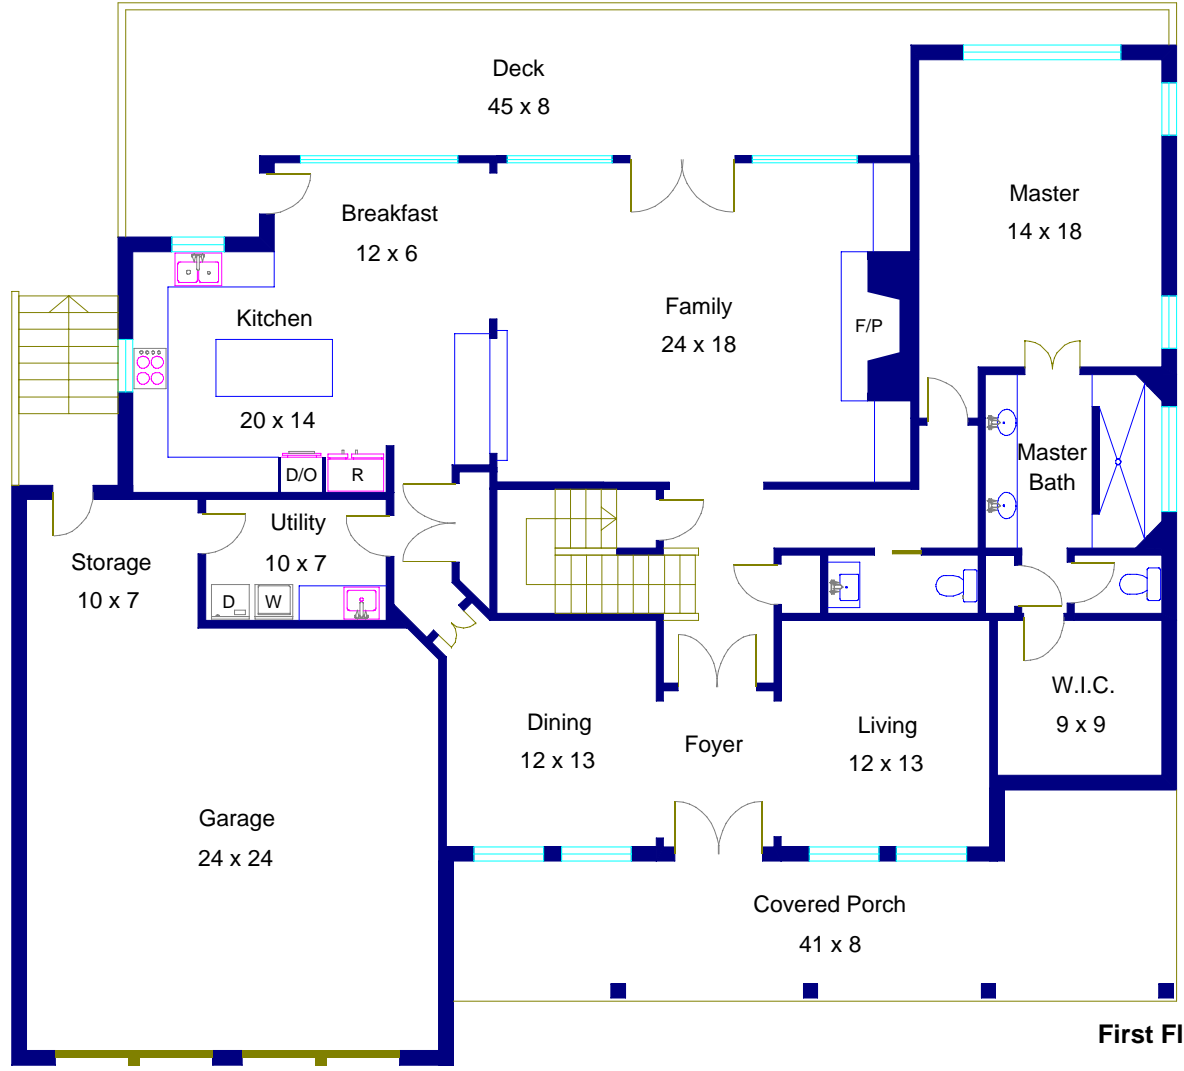 Deck
45 x 8
Master
14 x 18
Breakfast
12 x 6
Family
24 x 18
F/P
Kitchen
20 x 14
D/O
R
Master
Bath
Utility
10 x 7
Storage
10 x 7
D
W
W.I.C.
9 x 9
Dining
12 x 13
Foyer
Living
12 x 13
Garage
24 x 24
Covered Porch
41 x 8
First Fl